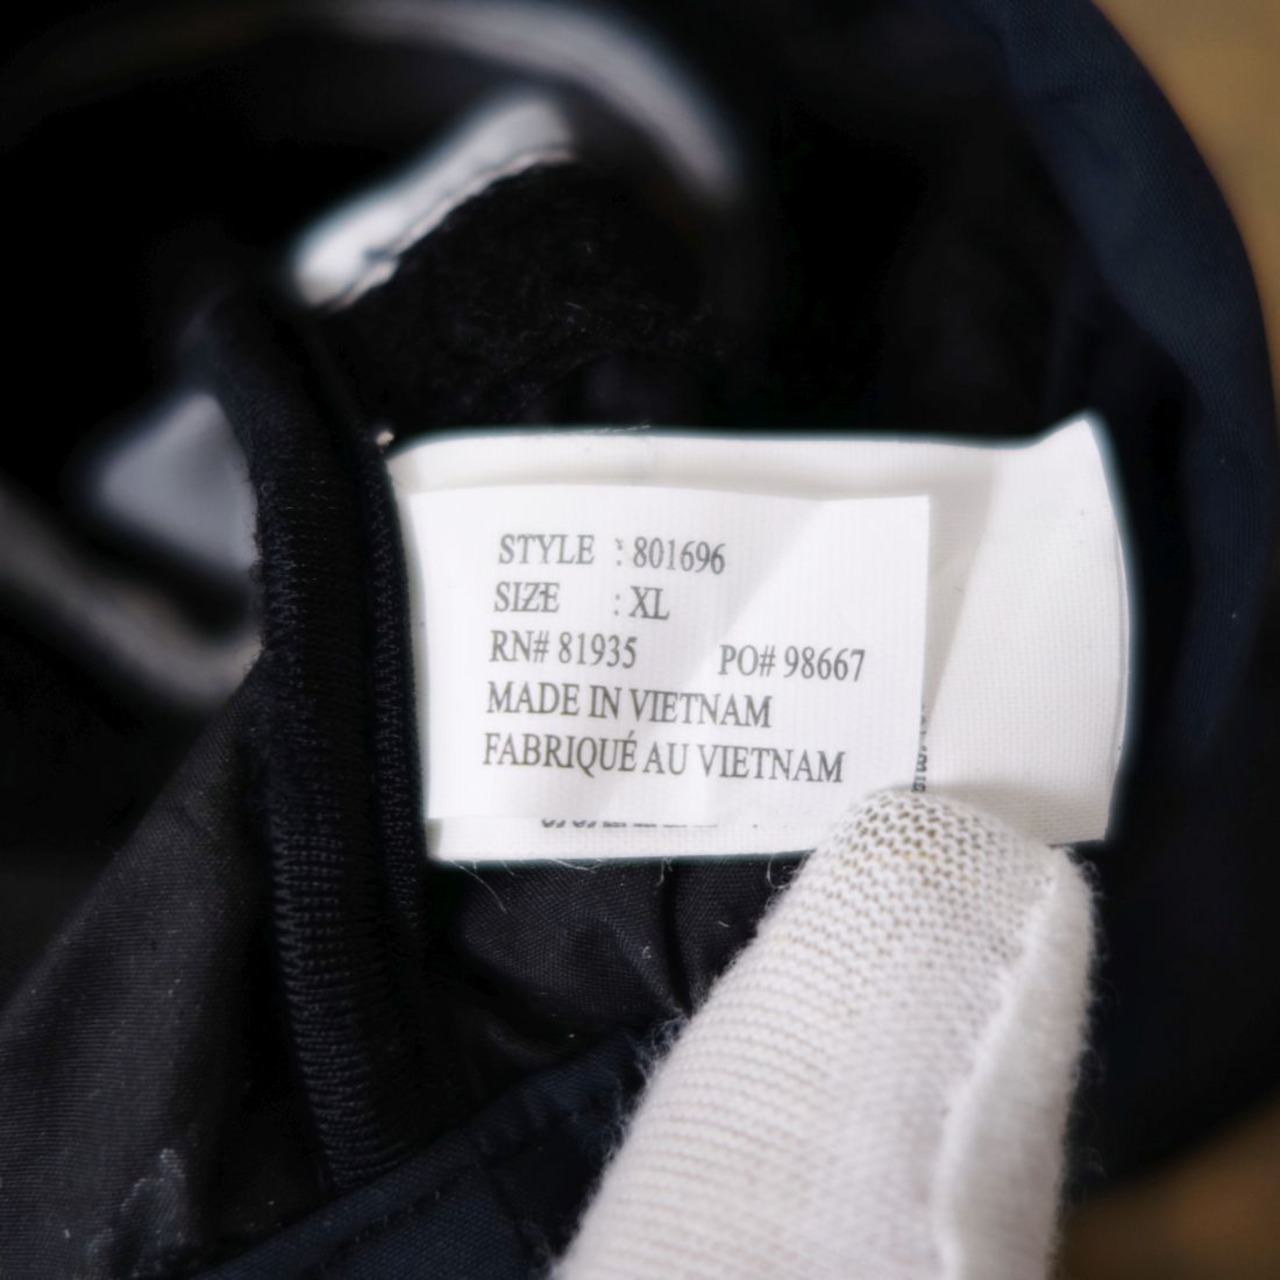 STYLE : 801696
SIZE : XL
RN# 81935 PO# 98667
MADE IN VIETNAM
FABRIQUÉ AU VIETNAM